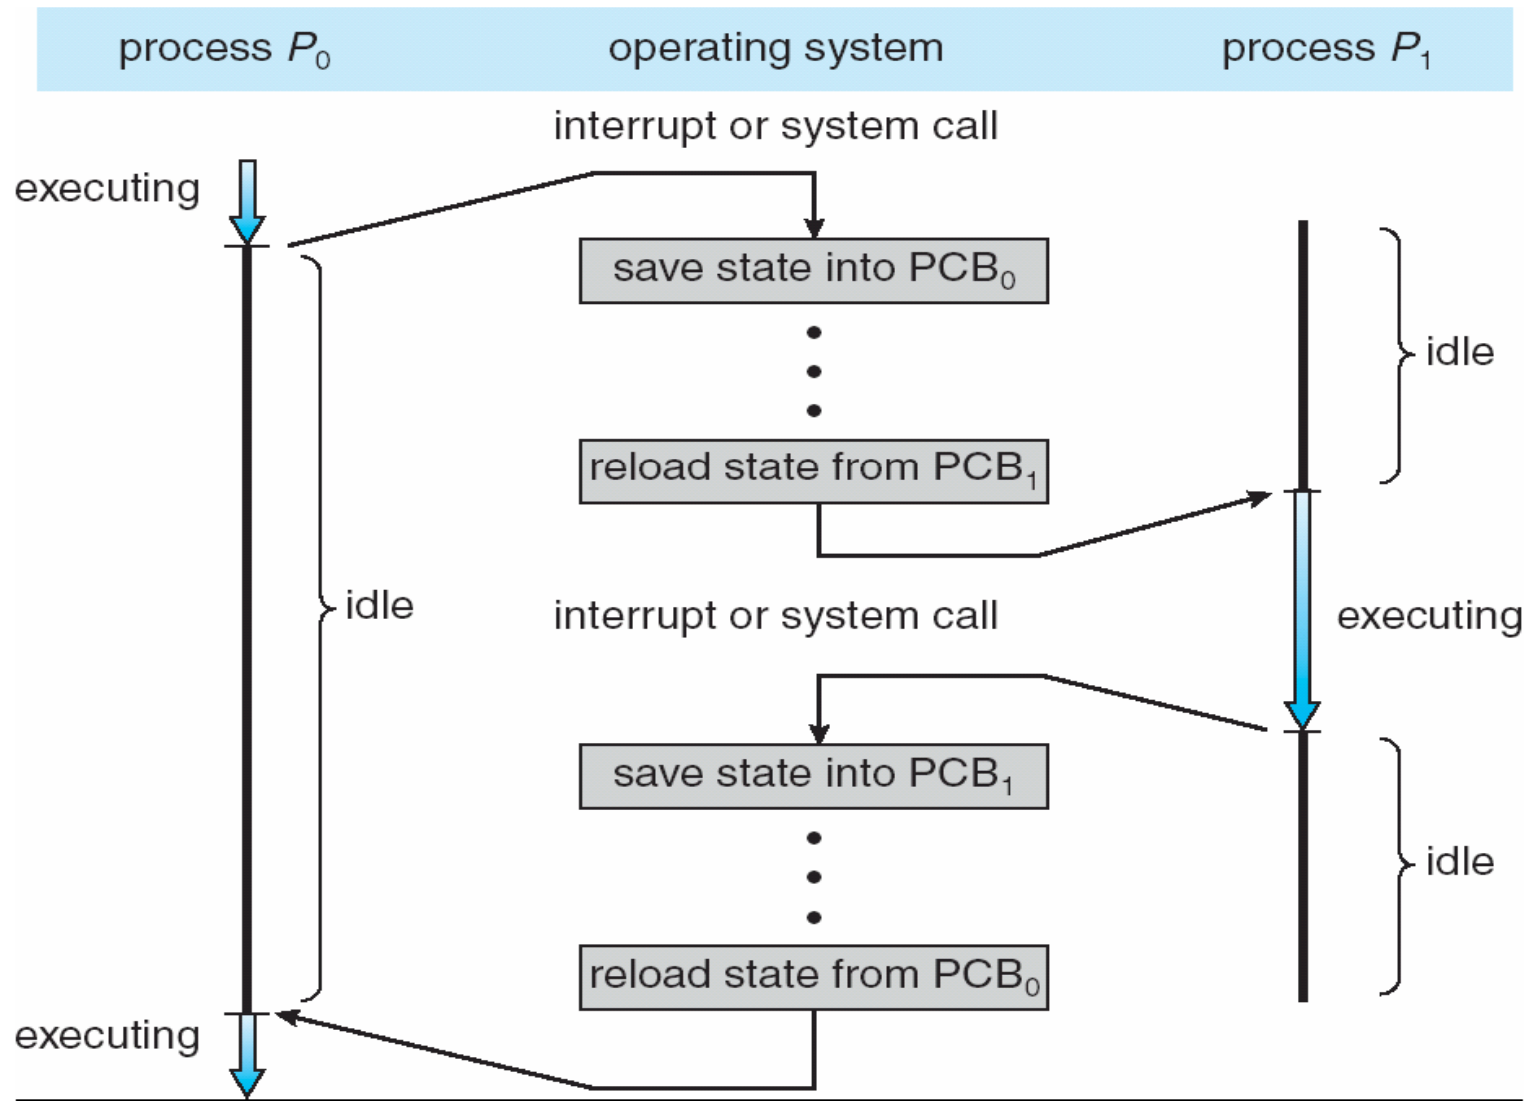 process P₀
operating system
process P₁
interrupt or system call
executing
save state into PCB₀
idle
reload state from PCB₁
idle
interrupt or system call
executing
save state into PCB₁
idle
reload state from PCB₀
executing